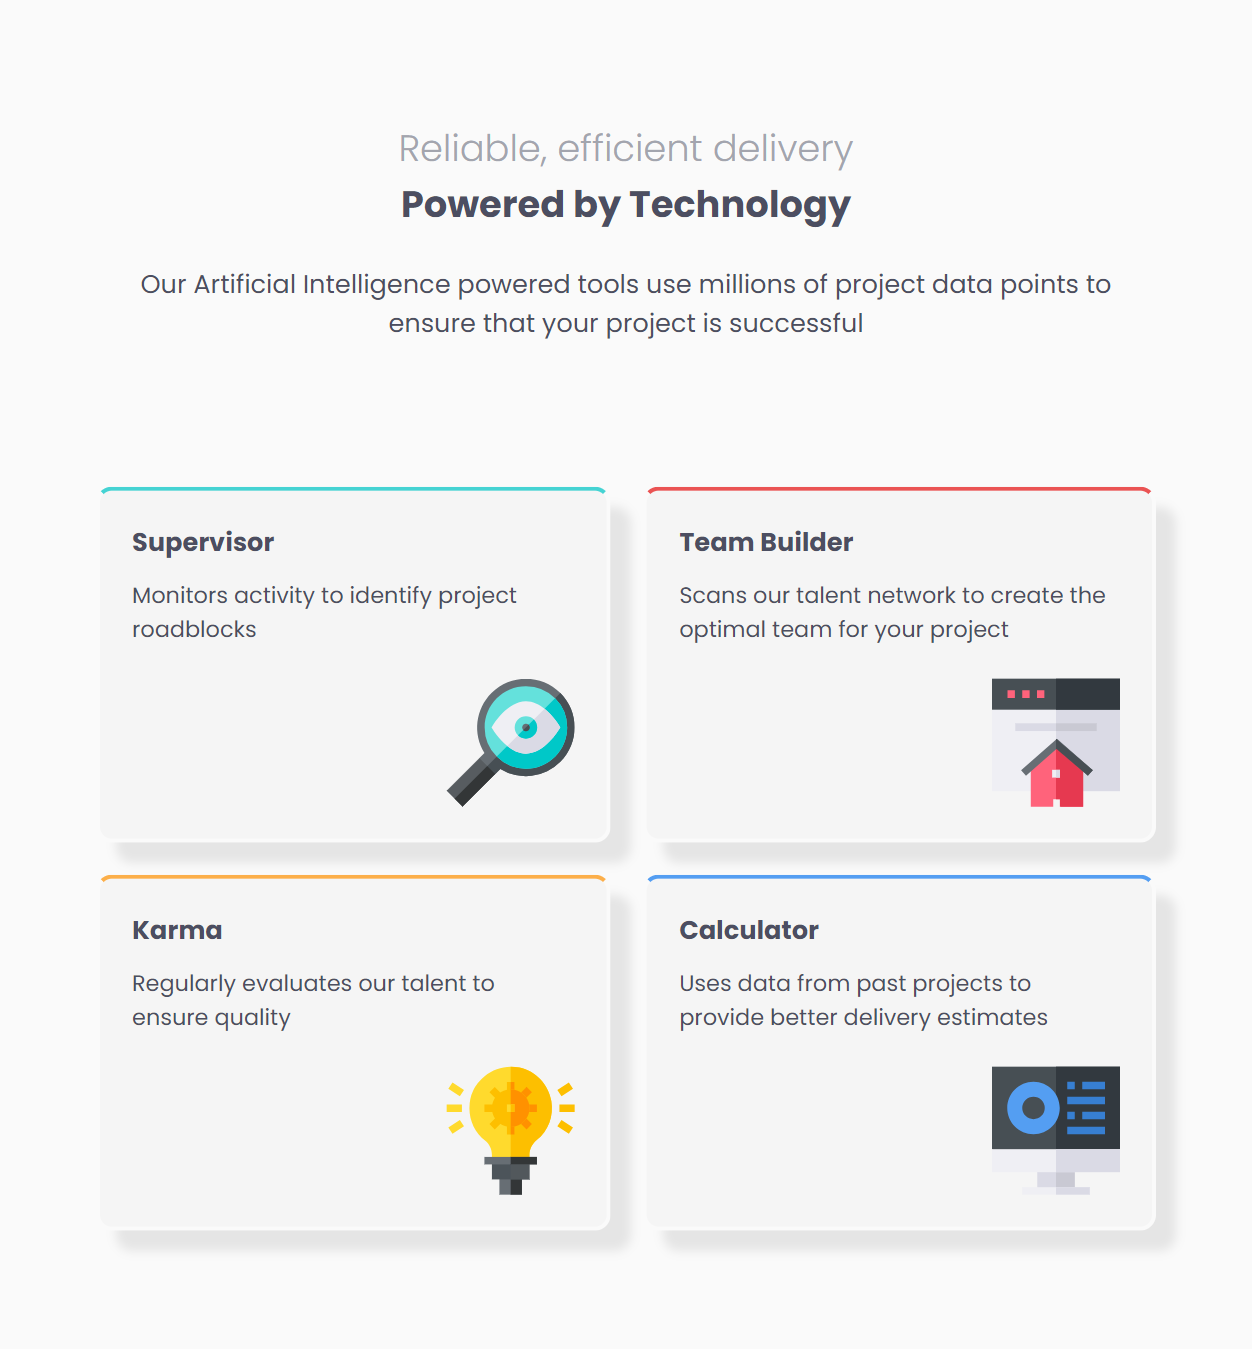 Reliable, efficient delivery
Powered by Technology
Our Artificial Intelligence powered tools use millions of project data points to
ensure that your project is successful
Supervisor
Monitors activity to identify project
roadblocks
Team Builder
Scans our talent network to create the
optimal team for your project
Karma
Regularly evaluates our talent to
ensure quality
Calculator
Uses data from past projects to
provide better delivery estimates